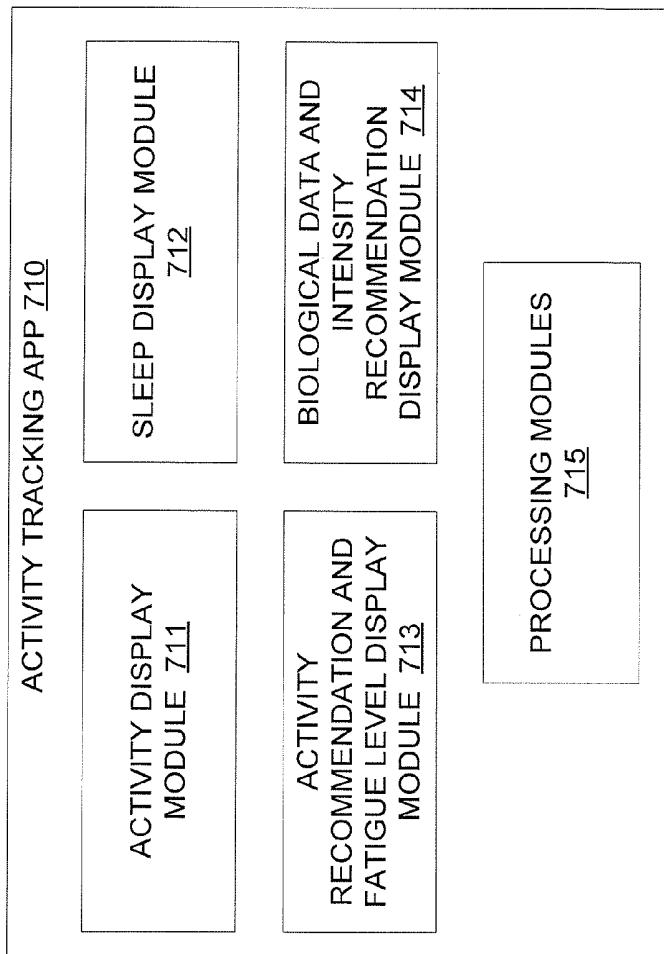 ACTIVITY TRACKING APP 710
ACTIVITY DISPLAY
MODULE 711
SLEEP DISPLAY MODULE
712
ACTIVITY
RECOMMENDATION AND
FATIGUE LEVEL DISPLAY
MODULE 713
BIOLOGICAL DATA AND
INTENSITY
RECOMMENDATION
DISPLAY MODULE 714
PROCESSING MODULES
715